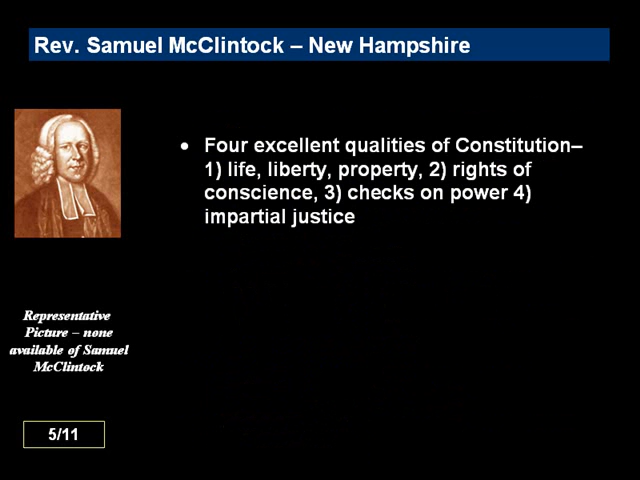 Rev. Samuel McClintock – New Hampshire
• Four excellent qualities of Constitution–
1) life, liberty, property, 2) rights of
conscience, 3) checks on power 4)
impartial justice
Representative
Picture – none
available of Samuel
McClintock
5/11